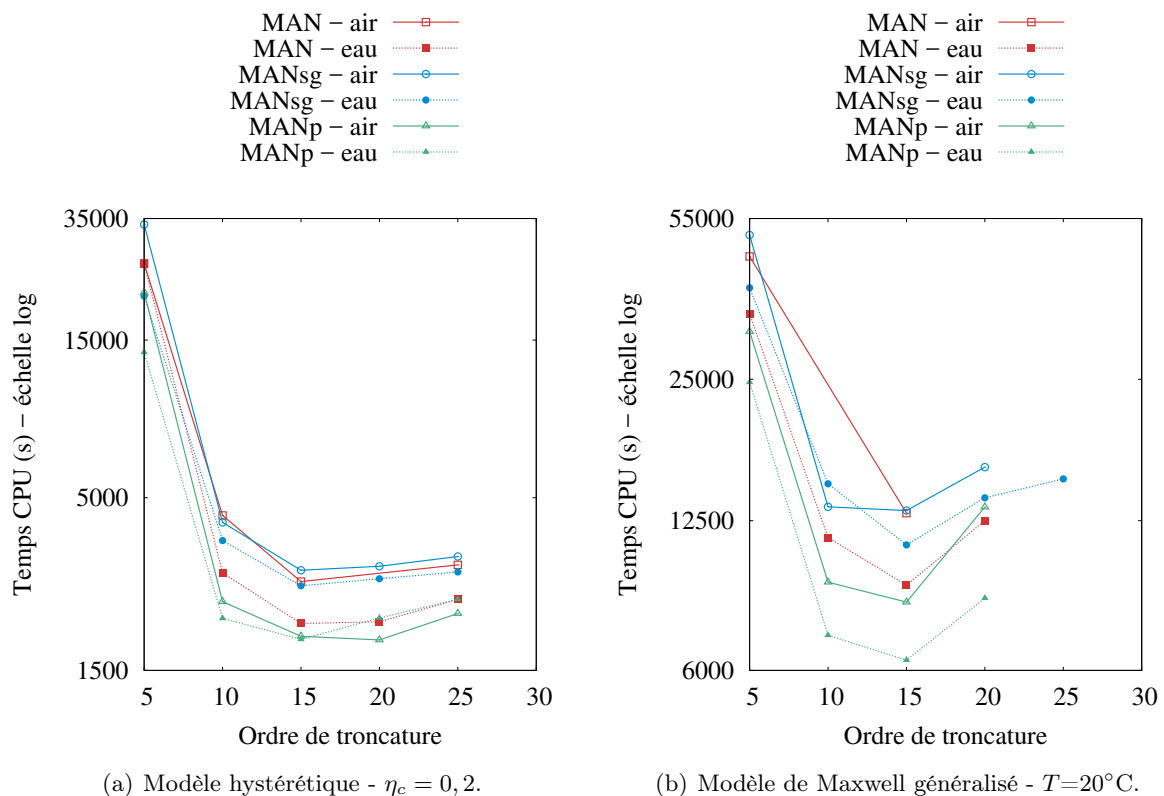 MAN − air
MAN − eau
MANsg − air
MANsg − eau
MANp − air
MANp − eau
35000
15000
5000
1500
5 10 15 20 25 30
Temps CPU (s) − échelle log
Ordre de troncature
(a) Modèle hystérétique - ηc = 0, 2.
MAN − air
MAN − eau
MANsg − air
MANsg − eau
MANp − air
MANp − eau
55000
25000
12500
6000
5 10 15 20 25 30
Temps CPU (s) − échelle log
Ordre de troncature
(b) Modèle de Maxwell généralisé - T=20°C.